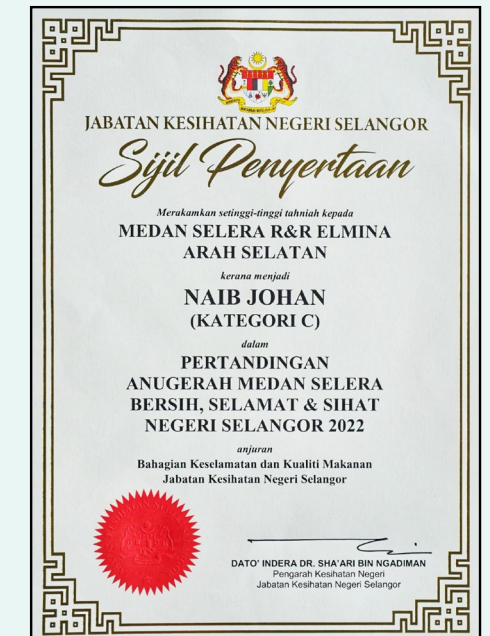 JABATAN KESIHATAN NEGERI SELANGOR
Sijil Penyertaan
Merakamkan setinggi-tinggi tahniah kepada
MEDAN SELERA R&R ELMINA
ARAH SELATAN
kerana menjadi
NAIB JOHAN
(KATEGORI C)
dalam
PERTANDINGAN
ANUGERAH MEDAN SELERA
BERSIH, SELAMAT & SIHAT
NEGERI SELANGOR 2022
anjuran
Bahagian Keselamatan dan Kualiti Makanan
Jabatan Kesihatan Negeri Selangor
DATO' INDERA DR. SHA'ARI BIN NGADIMAN
Pengarah Kesihatan Negeri
Jabatan Kesihatan Negeri Selangor